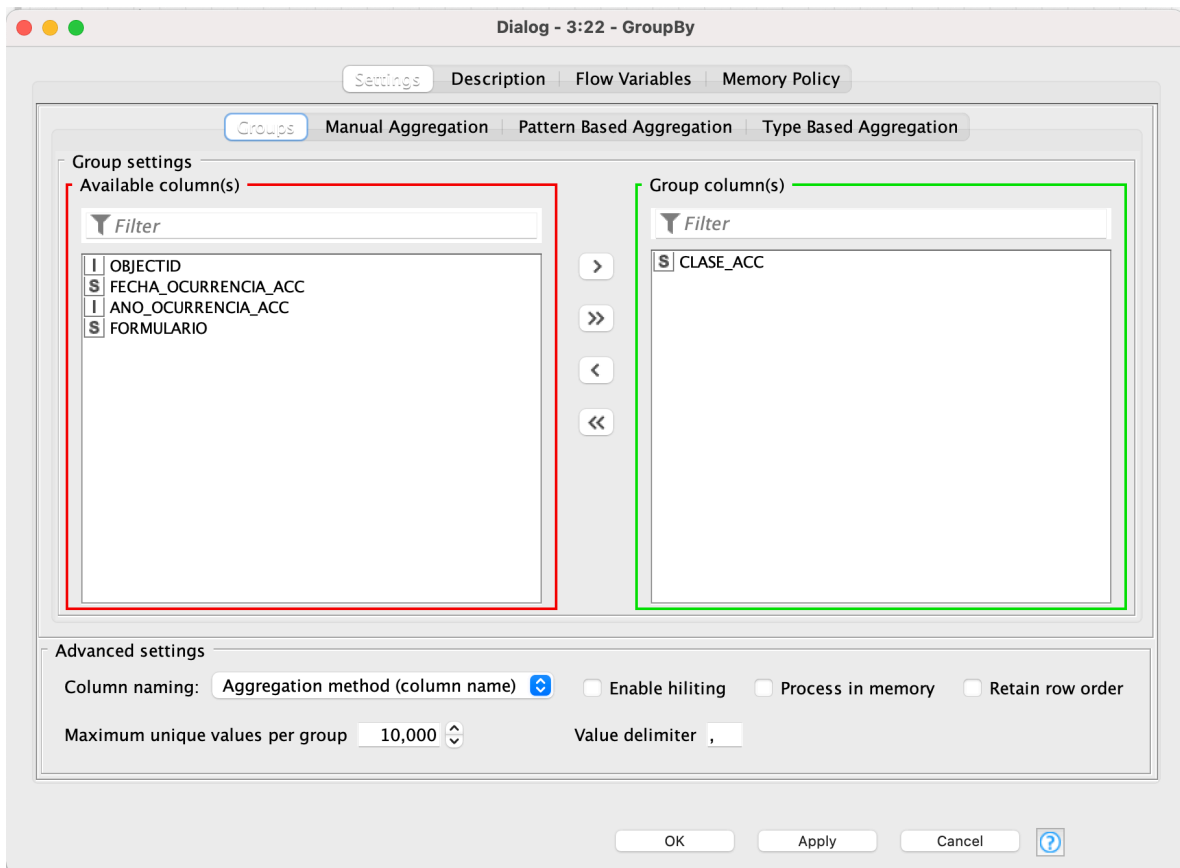 Dialog - 3:22 - GroupBy
Settings Description Flow Variables Memory Policy
Groups Manual Aggregation Pattern Based Aggregation Type Based Aggregation
Group settings
Available column(s)
Filter
I OBJECTID
S FECHA_OCURRENCIA_ACC
I ANO_OCURRENCIA_ACC
S FORMULARIO
>
>>
<
<<
Group column(s)
Filter
S CLASE_ACC
Advanced settings
Column naming: Aggregation method (column name) Enable hiliting Process in memory Retain row order
Maximum unique values per group 10,000 Value delimiter ,
OK Apply Cancel ?